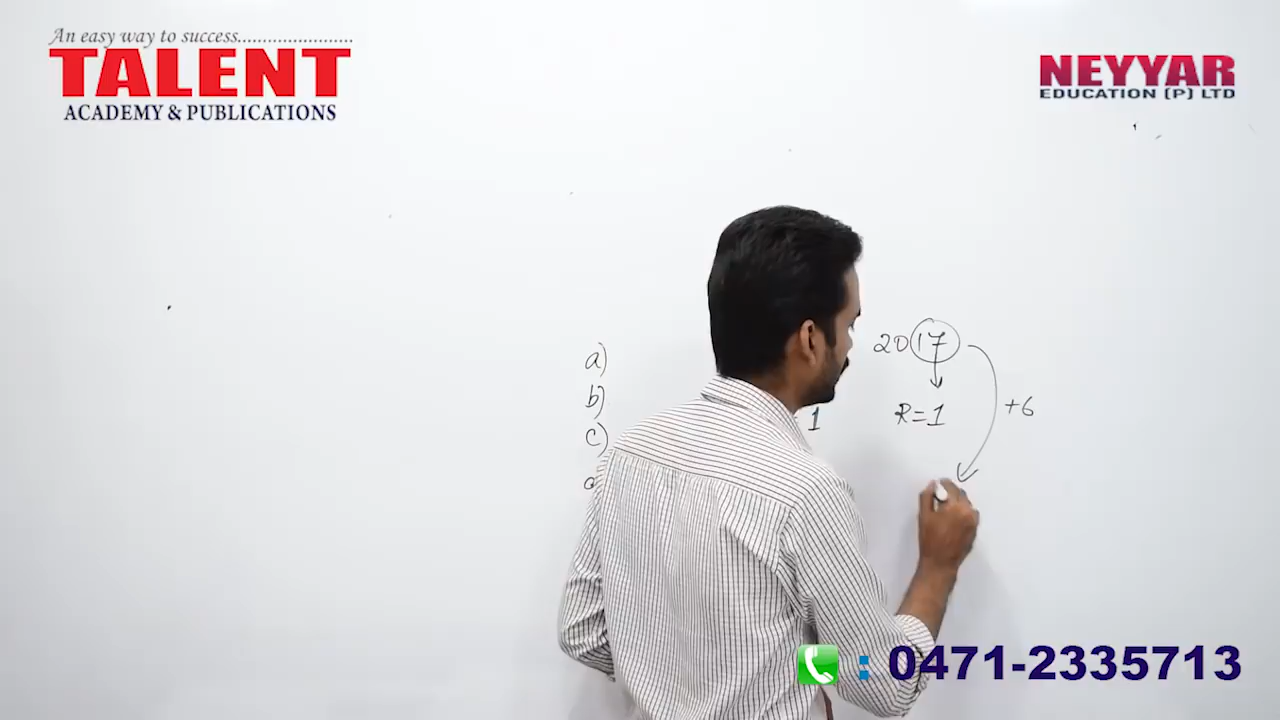 An easy way to success.......................
TALENT
ACADEMY & PUBLICATIONS
NEYYAR
EDUCATION [P] LTD
a)
b)
c)
1
2017
R=1
+6
: 0471-2335713